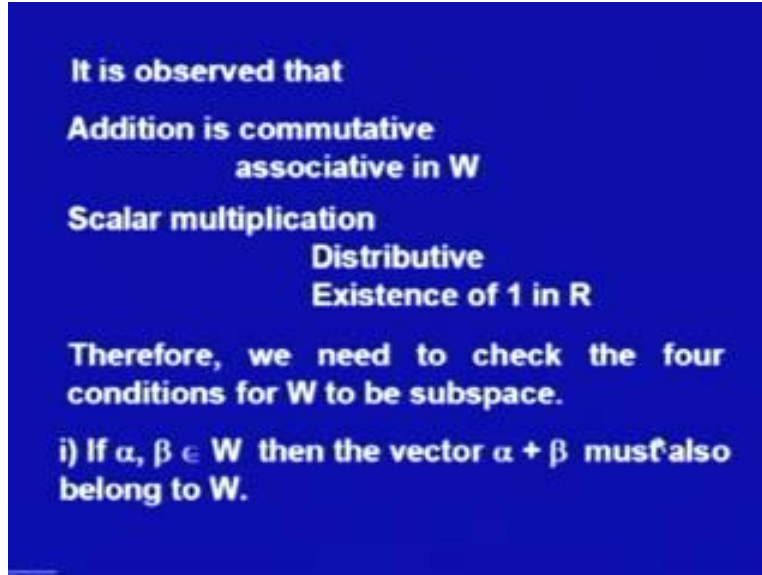 It is observed that
Addition is commutative
associative in W
Scalar multiplication
Distributive
Existence of 1 in R
Therefore, we need to check the four
conditions for W to be subspace.
i) If α, β ∈ W then the vector α + β must also
belong to W.